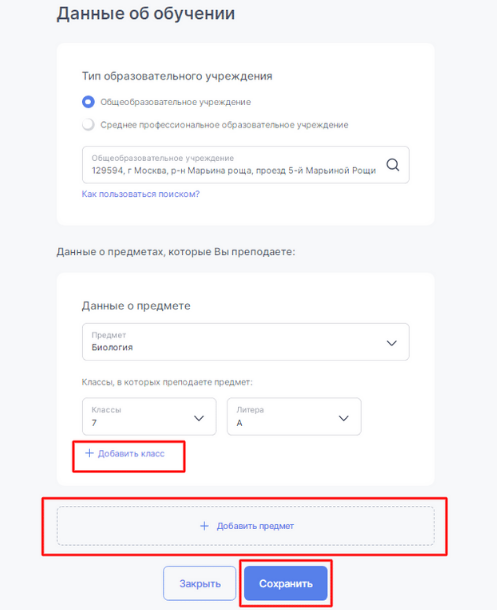 Данные об обучении
Тип образовательного учреждения
Общеобразовательное учреждение
Среднее профессиональное образовательное учреждение
Общеобразовательное учреждение
129594, г Москва, р-н Марьина роща, проезд 5-й Марьиной Рощи
Как пользоваться поиском?
Данные о предметах, которые Вы преподаете:
Данные о предмете
Предмет
Биология
Классы, в которых преподаете предмет:
Классы
7
Литера
А
+ Добавить класс
+ Добавить предмет
Закрыть
Сохранить